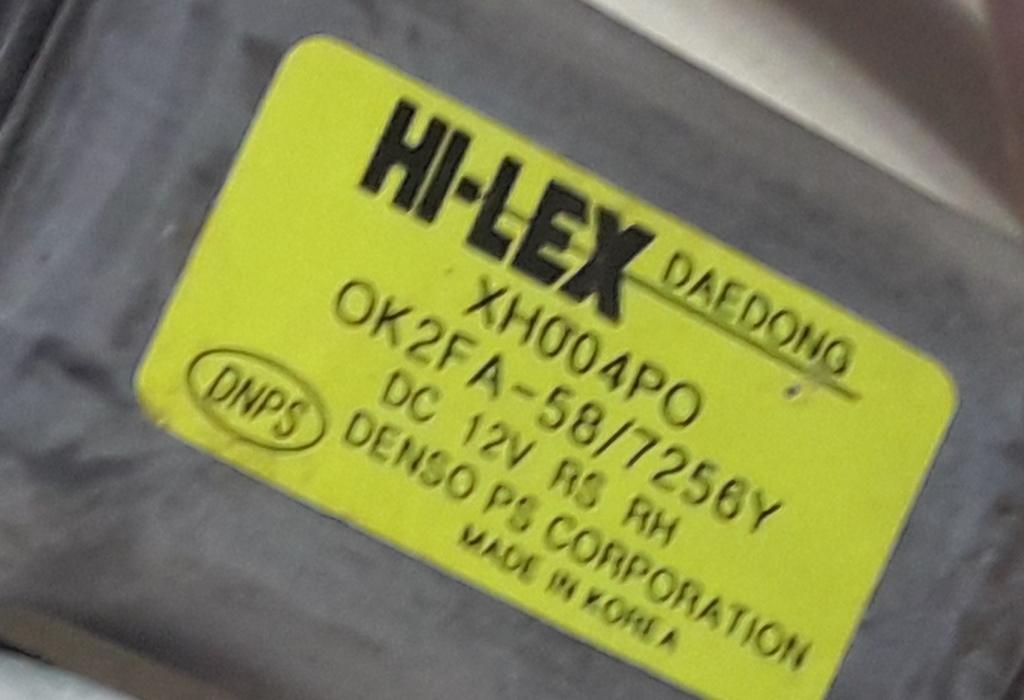 HI-LEX DAEDONG
XH004PO
OK2FA-58/7256Y
DC 12V RS RH
DNPS DENSO PS CORPORATION
MADE IN KOREA